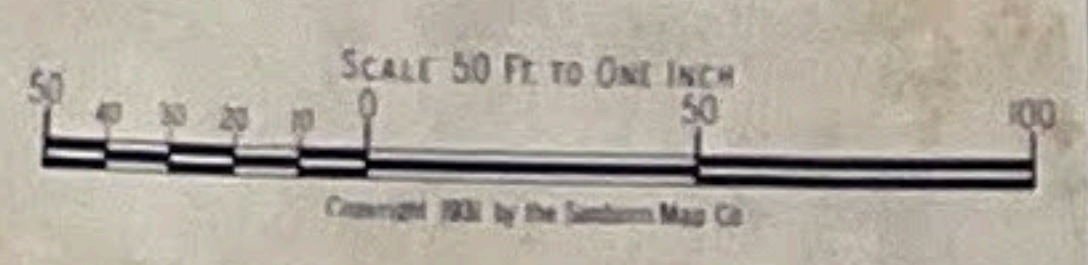 SCALE 50 FT. TO ONE INCH
50 40 30 20 10 0 50 100
Copyright 1931 by the Sanborn Map Co